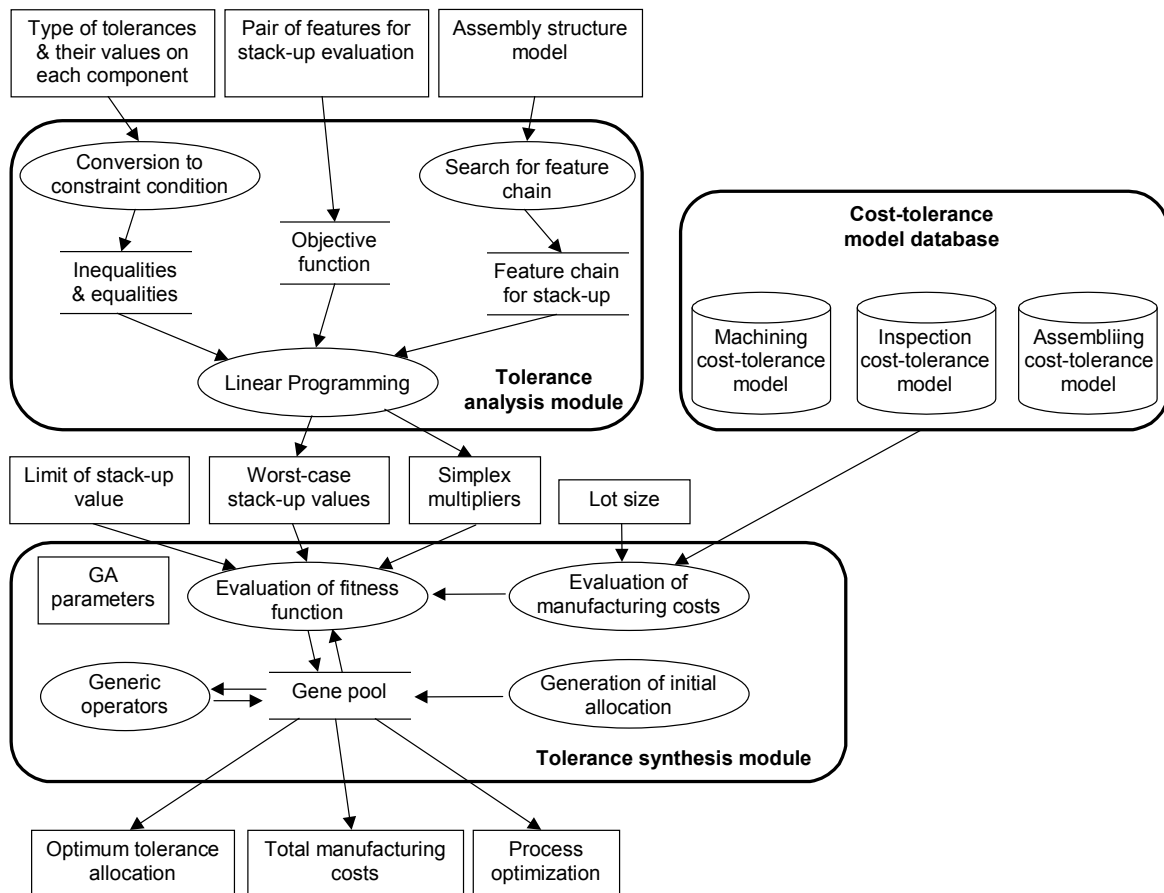 Type of tolerances
& their values on
each component
Pair of features for
stack-up evaluation
Assembly structure
model
Conversion to
constraint condition
Search for feature
chain
Objective
function
Inequalities
& equalities
Feature chain
for stack-up
Linear Programming
Tolerance
analysis module
Cost-tolerance
model database
Machining
cost-tolerance
model
Inspection
cost-tolerance
model
Assembliing
cost-tolerance
model
Limit of stack-up
value
Worst-case
stack-up values
Simplex
multipliers
Lot size
GA
parameters
Evaluation of fitness
function
Evaluation of
manufacturing costs
Generic
operators
Gene pool
Generation of initial
allocation
Tolerance synthesis module
Optimum tolerance
allocation
Total manufacturing
costs
Process
optimization